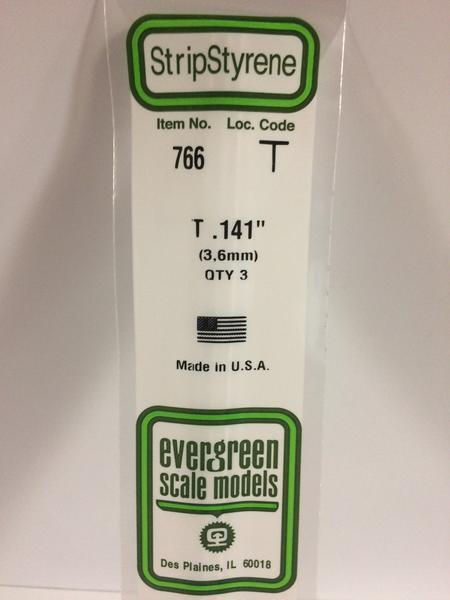 StripStyrene
Item No. Loc. Code
766 T
T .141"
(3,6mm)
QTY 3
Made in U.S.A.
evergreen
scale models
Des Plaines, IL 60018